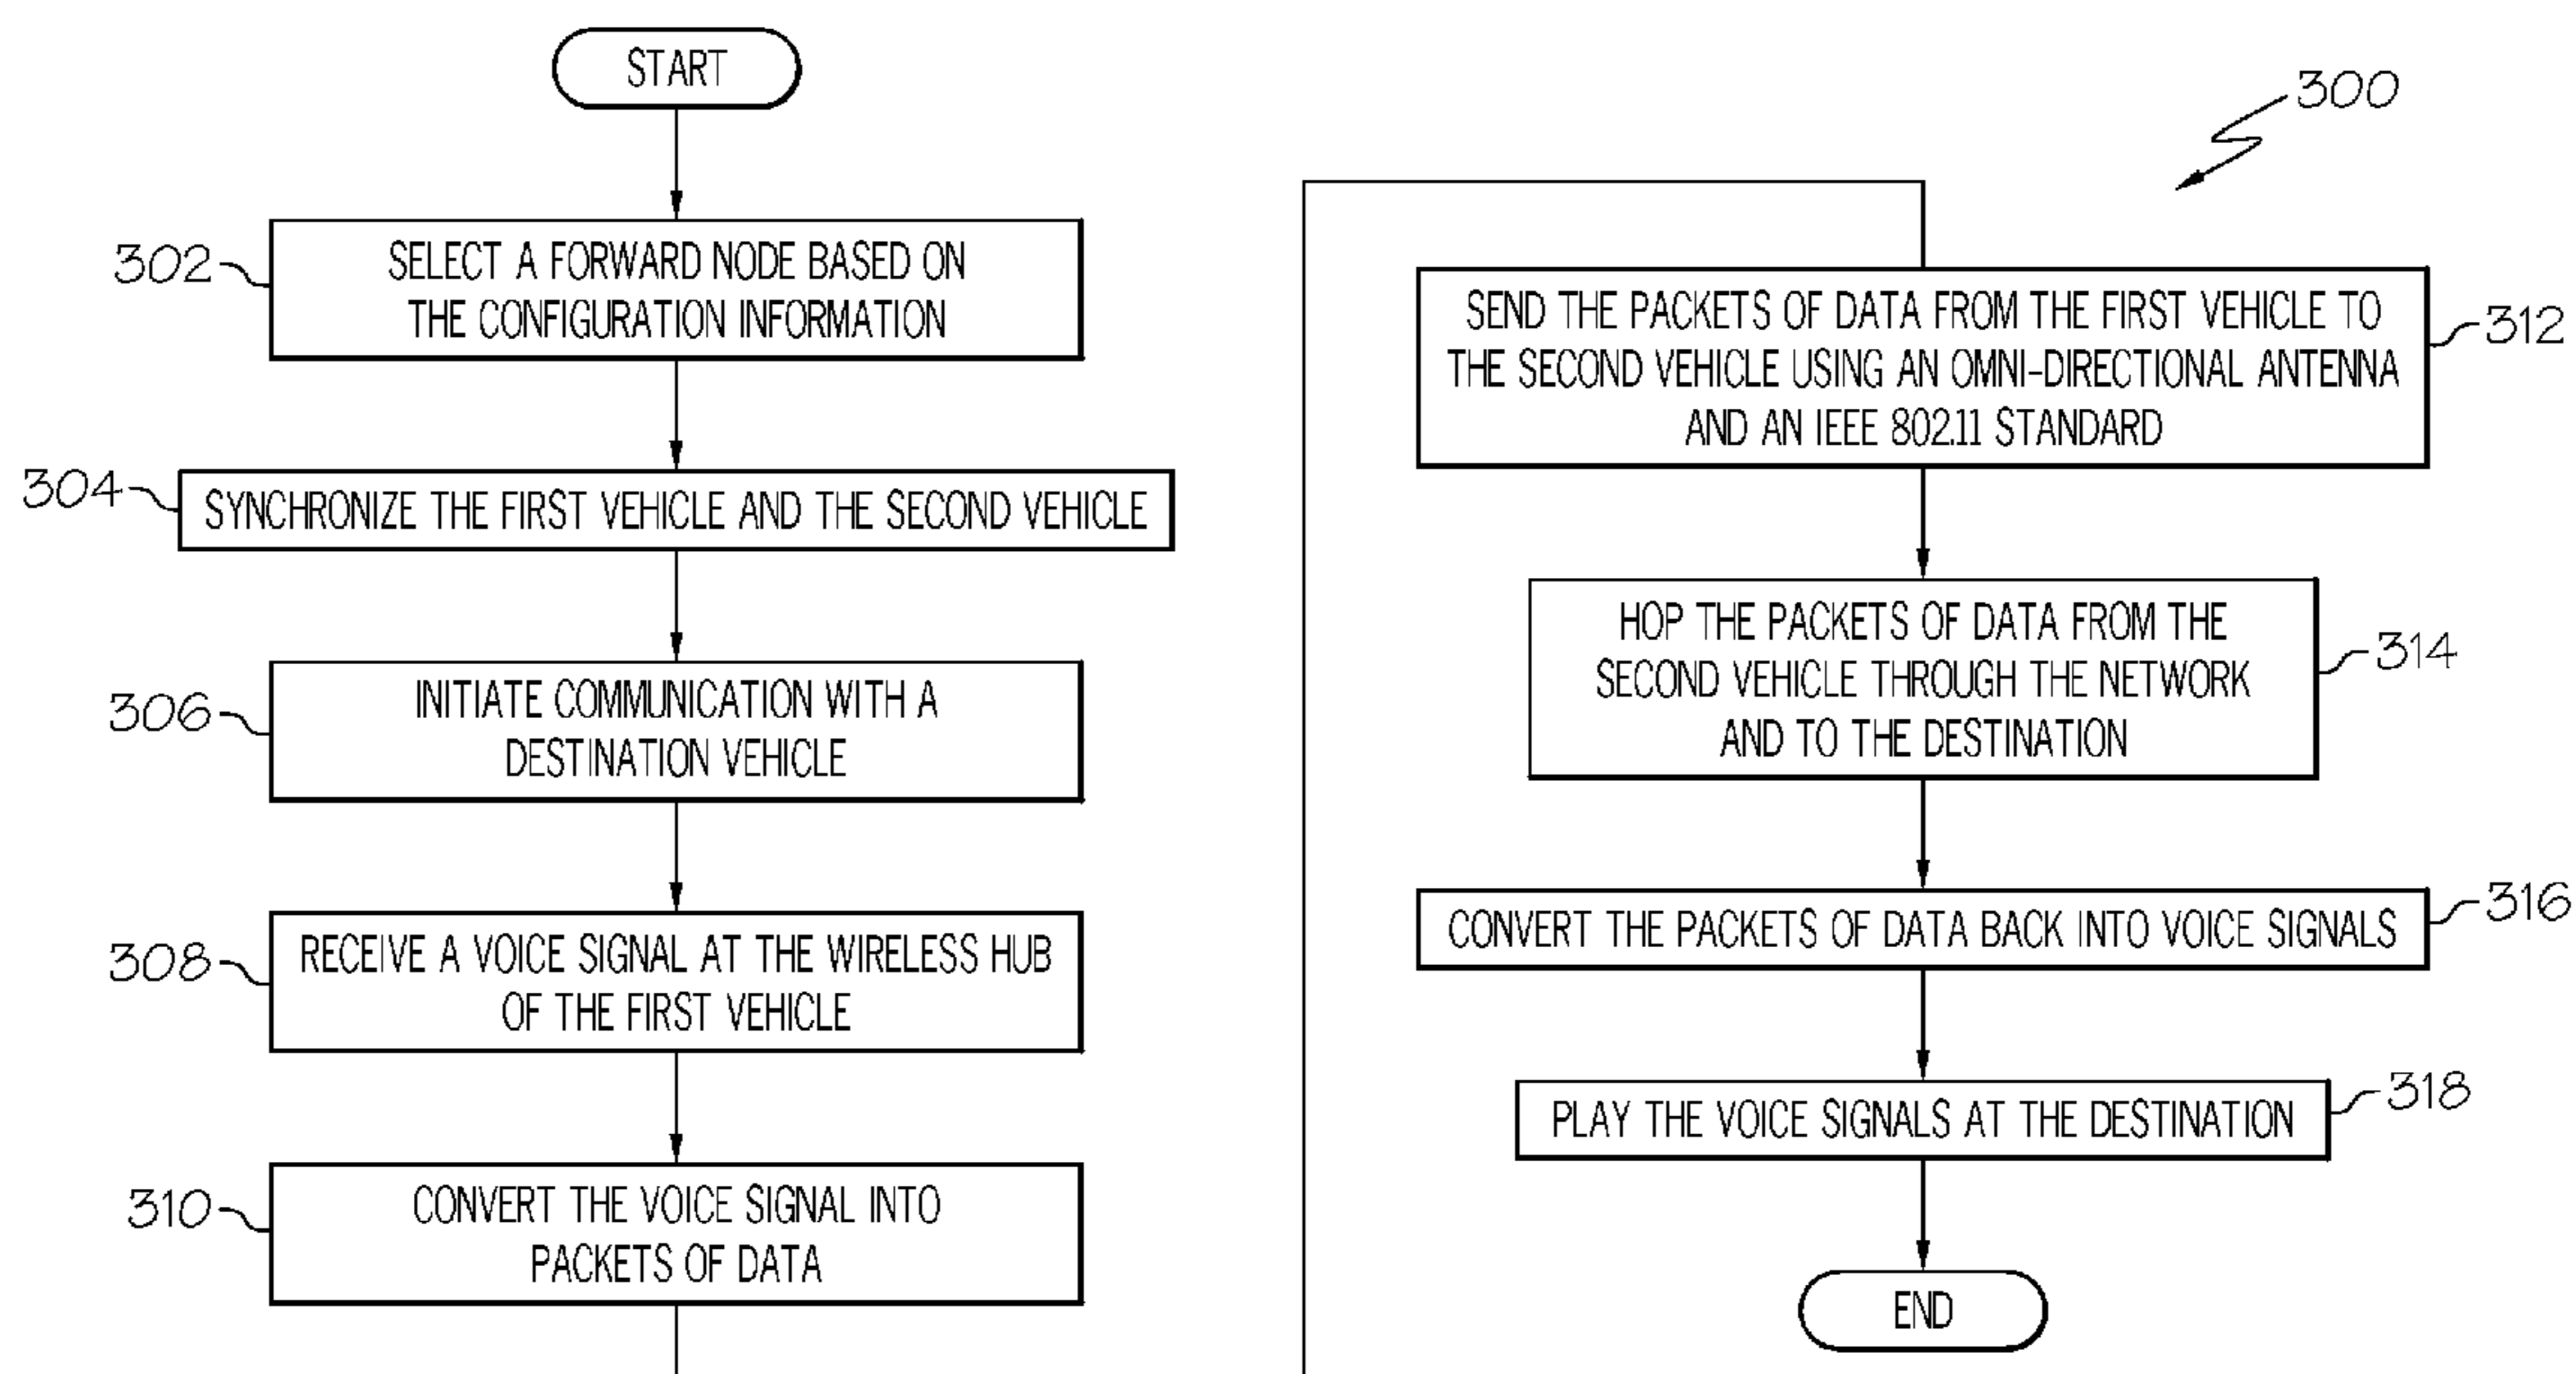 START
300
302
SELECT A FORWARD NODE BASED ON
THE CONFIGURATION INFORMATION
304
SYNCHRONIZE THE FIRST VEHICLE AND THE SECOND VEHICLE
306
INITIATE COMMUNICATION WITH A
DESTINATION VEHICLE
308
RECEIVE A VOICE SIGNAL AT THE WIRELESS HUB
OF THE FIRST VEHICLE
310
CONVERT THE VOICE SIGNAL INTO
PACKETS OF DATA
SEND THE PACKETS OF DATA FROM THE FIRST VEHICLE TO
THE SECOND VEHICLE USING AN OMNI-DIRECTIONAL ANTENNA
AND AN IEEE 802.11 STANDARD
312
HOP THE PACKETS OF DATA FROM THE
SECOND VEHICLE THROUGH THE NETWORK
AND TO THE DESTINATION
314
CONVERT THE PACKETS OF DATA BACK INTO VOICE SIGNALS
316
PLAY THE VOICE SIGNALS AT THE DESTINATION
318
END